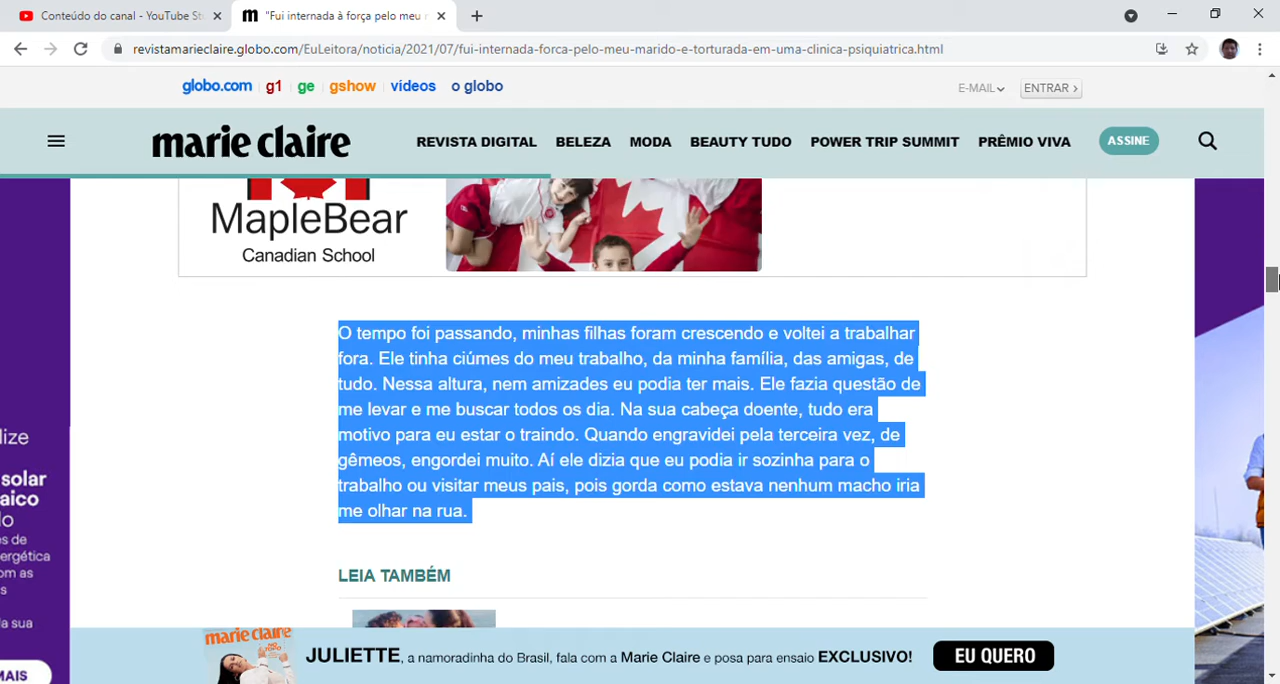 Conteúdo do canal - YouTube St
"Fui internada à força pelo meu
revistamarieclaire.globo.com/EuLeitora/noticia/2021/07/fui-internada-forca-pelo-meu-marido-e-torturada-em-uma-clinica-psiquiatrica.html
globo.com g1 ge gshow vídeos o globo
E-MAIL ENTRAR
marie claire REVISTA DIGITAL BELEZA MODA BEAUTY TUDO POWER TRIP SUMMIT PRÊMIO VIVA ASSINE
MapleBear
Canadian School
O tempo foi passando, minhas filhas foram crescendo e voltei a trabalhar
fora. Ele tinha ciúmes do meu trabalho, da minha família, das amigas, de
tudo. Nessa altura, nem amizades eu podia ter mais. Ele fazia questão de
me levar e me buscar todos os dia. Na sua cabeça doente, tudo era
motivo para eu estar o traindo. Quando engravidei pela terceira vez, de
gêmeos, engordei muito. Aí ele dizia que eu podia ir sozinha para o
trabalho ou visitar meus pais, pois gorda como estava nenhum macho iria
me olhar na rua.
LEIA TAMBÉM
lize
solar
aico
lo
es de
ergética
om as
s
a sua
MAIS
marie claire
JULIETTE, a namoradinha do Brasil, fala com a Marie Claire e posa para ensaio EXCLUSIVO!
EU QUERO